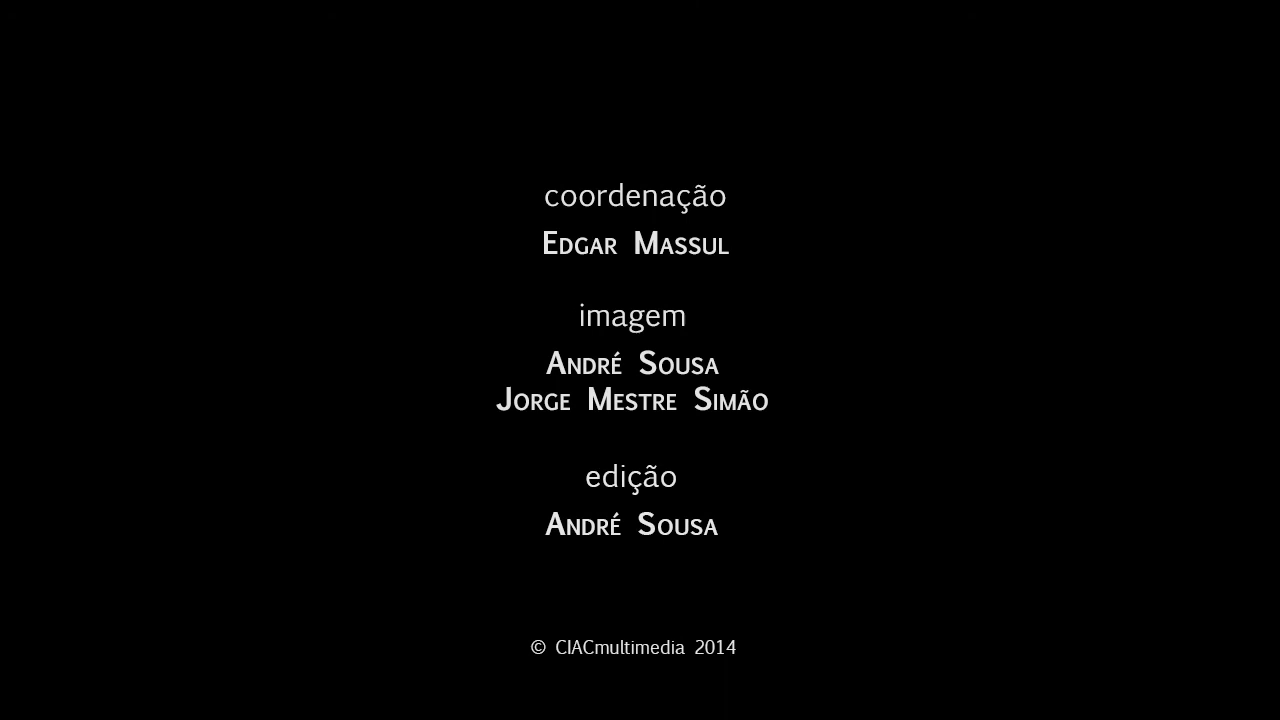 coordenação
Edgar Massul
imagem
André Sousa
Jorge Mestre Simão
edição
André Sousa
© CIACmultimedia 2014